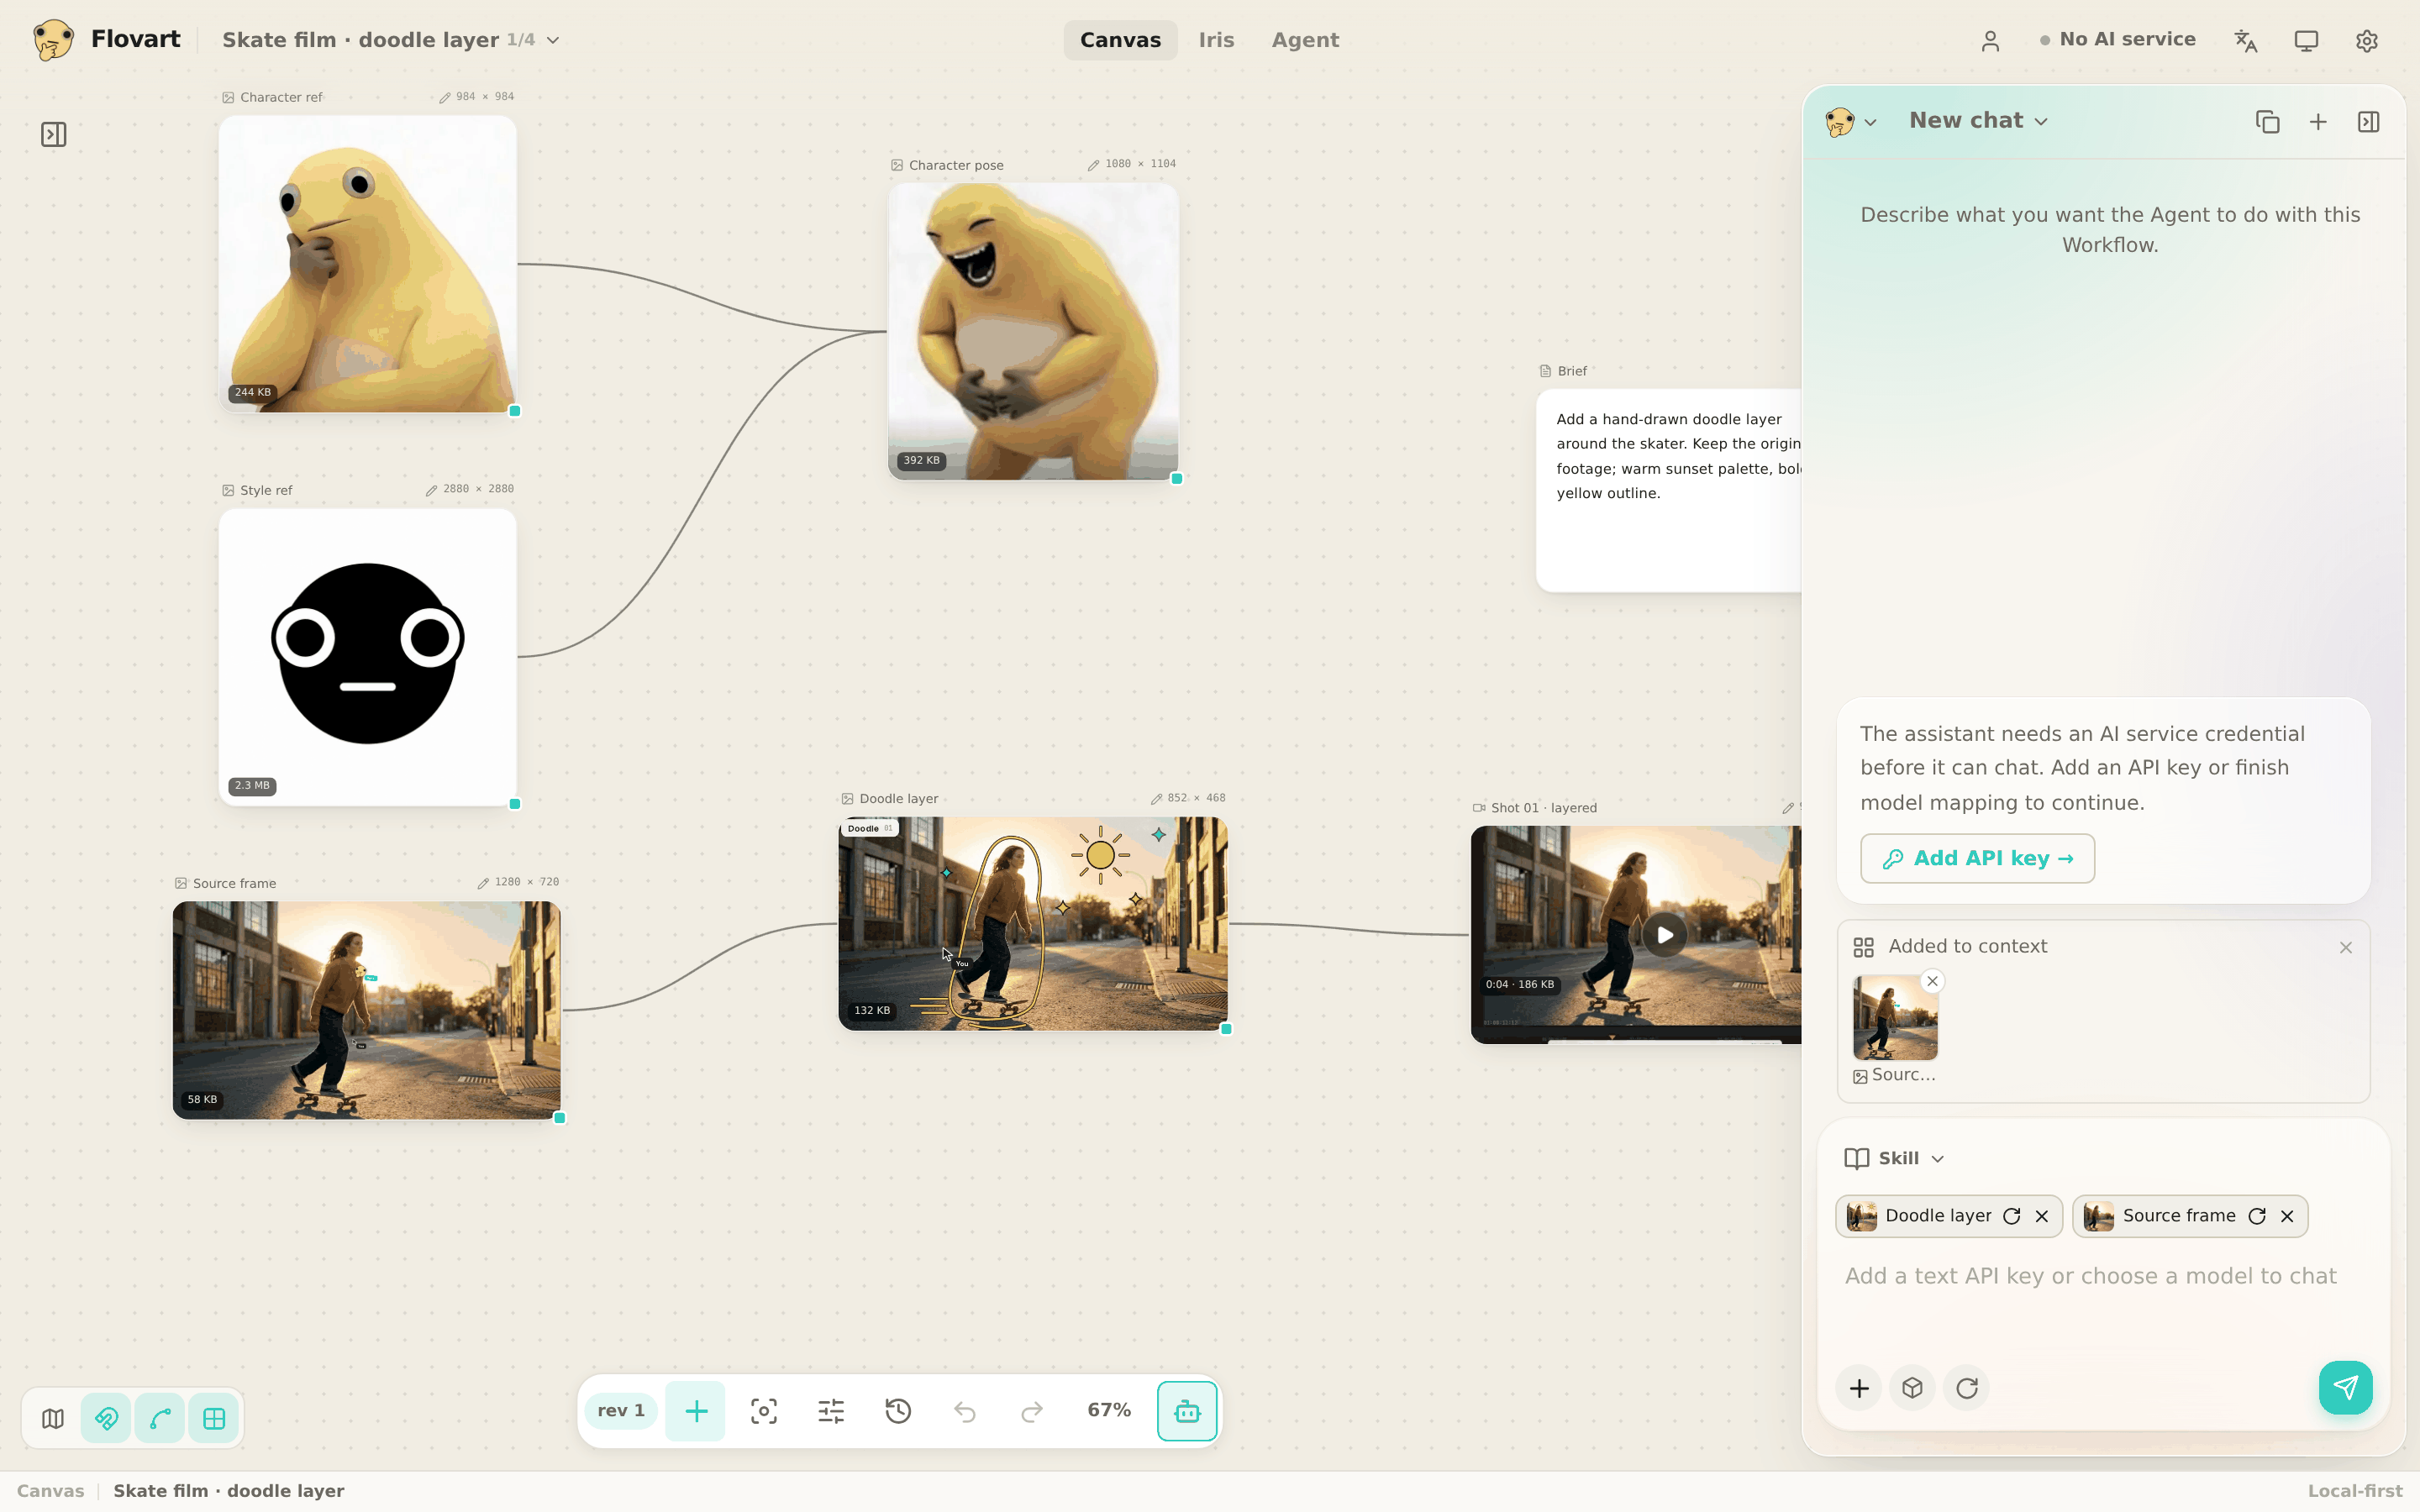 Flovart
Skate film · doodle layer 1/4
Canvas
Iris
Agent
No AI service
Character ref
984 × 984
244 KB
Character pose
1080 × 1104
392 KB
Style ref
2880 × 2880
2.3 MB
Brief
Add a hand-drawn doodle layer
around the skater. Keep the origin
footage; warm sunset palette, bol
yellow outline.
Source frame
1280 × 720
58 KB
Doodle layer
852 × 468
Doodle 01
You
132 KB
Shot 01 · layered
0:04 · 186 KB
New chat
Describe what you want the Agent to do with this
Workflow.
The assistant needs an AI service credential
before it can chat. Add an API key or finish
model mapping to continue.
Add API key →
Added to context
Sourc...
Skill
Doodle layer
Source frame
Add a text API key or choose a model to chat
rev 1
67%
Canvas
Skate film · doodle layer
Local-first